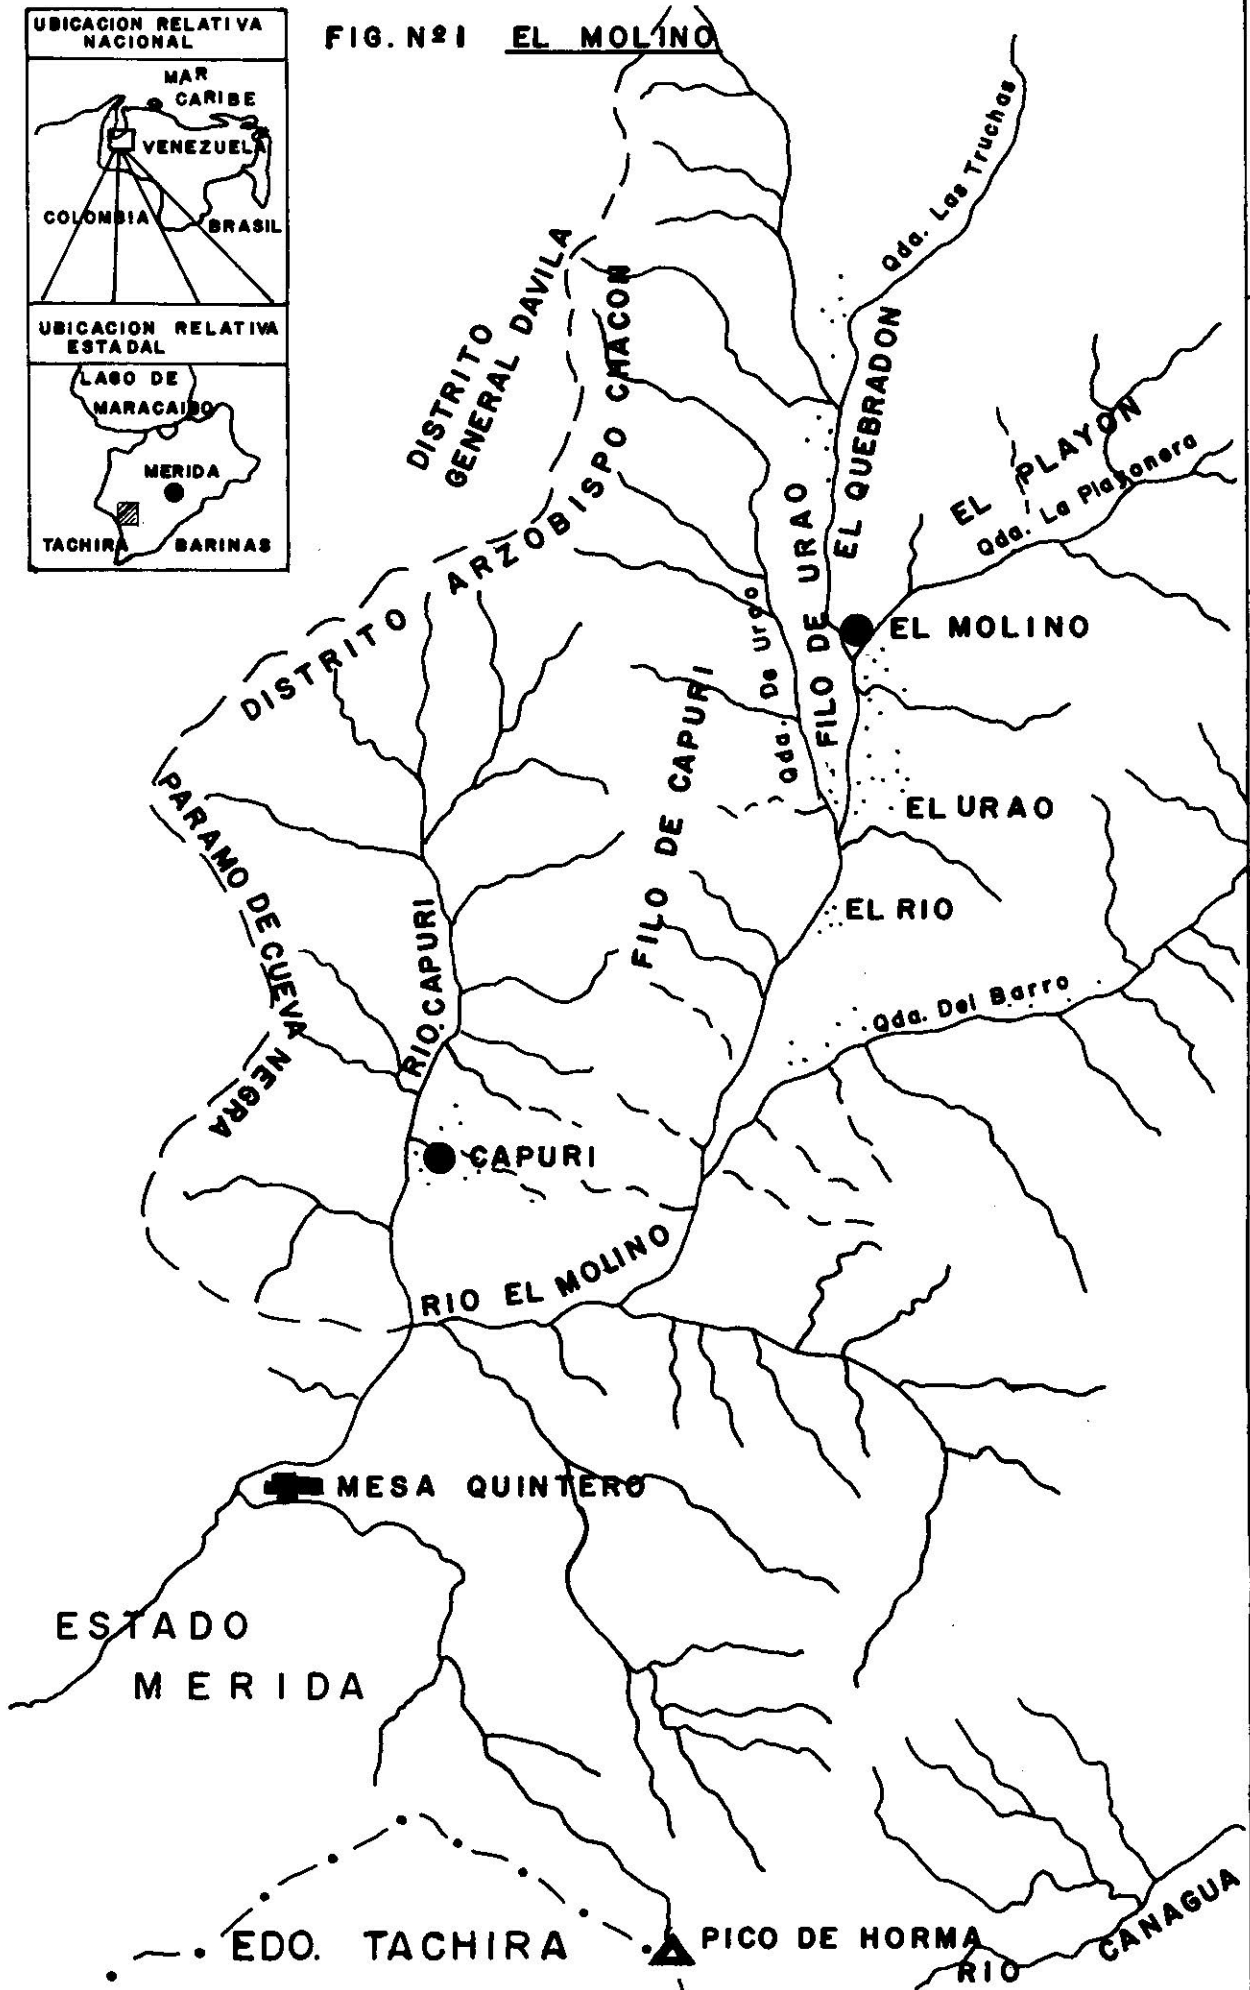 UBICACION RELATIVA
NACIONAL
MAR
CARIBE
VENEZUELA
COLOMBIA
BRASIL
UBICACION RELATIVA
ESTADAL
LAGO DE
MARACAIBO
MERIDA
TACHIRA
BARINAS
FIG. Nº 1 EL MOLINO
Qda. Las Truchas
DISTRITO
GENERAL DAVILA
DISTRITO ARZOBISPO CHACON
EL QUEBRADON
EL PLAYON
Qda. La Playonera
FILO DE URAO
Qda. De Urao
EL MOLINO
FILO DE CAPURI
PARAMO DE CUEVA NEGRA
EL URAO
EL RIO
RIO CAPURI
Qda. Del Barro
CAPURI
RIO EL MOLINO
MESA QUINTERO
ESTADO
MERIDA
EDO. TACHIRA
PICO DE HORMA
RIO CANAGUA